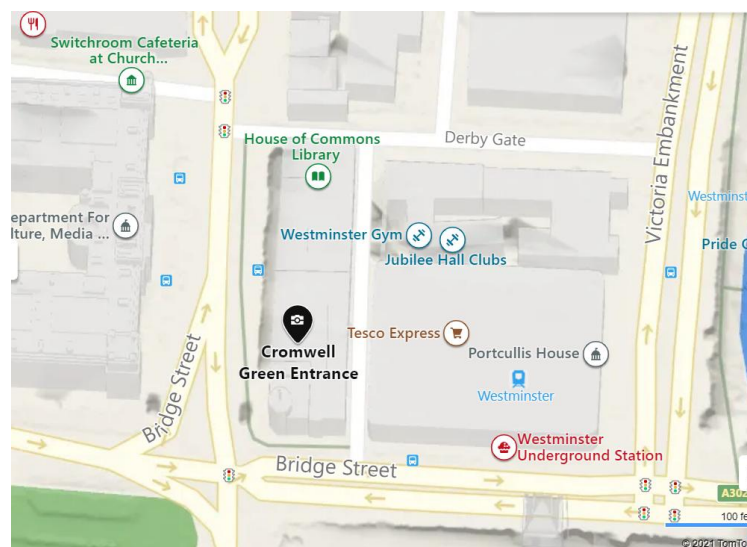 Switchroom Cafeteria
at Church...
House of Commons
Library
Derby Gate
Victoria Embankment
Westminst
epartment For
lture, Media ...
Westminster Gym
Jubilee Hall Clubs
Pride C
Tesco Express
Portcullis House
Cromwell
Green Entrance
Westminster
Bridge Street
Westminster
Underground Station
Bridge Street
A302
100 fe
© 2021 TomTo